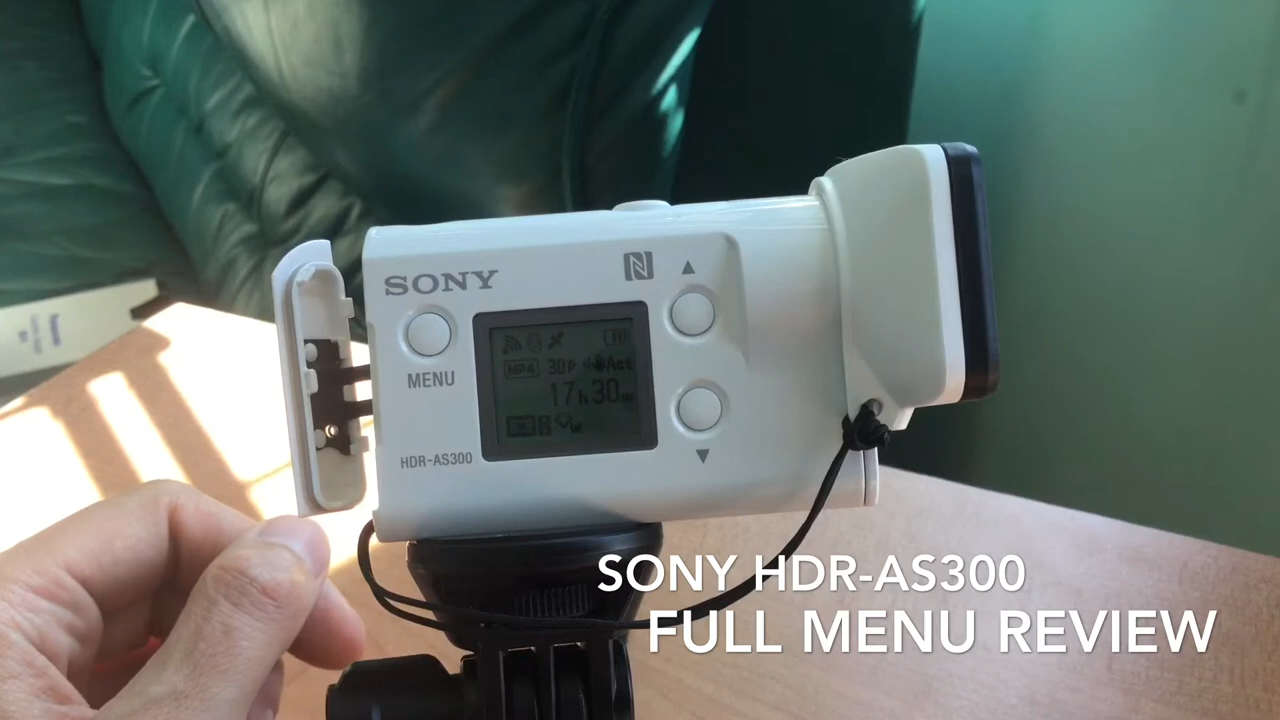 SONY
MENU
MP4 30P Act
17h30m
HDR-AS300
SONY HDR-AS300
FULL MENU REVIEW